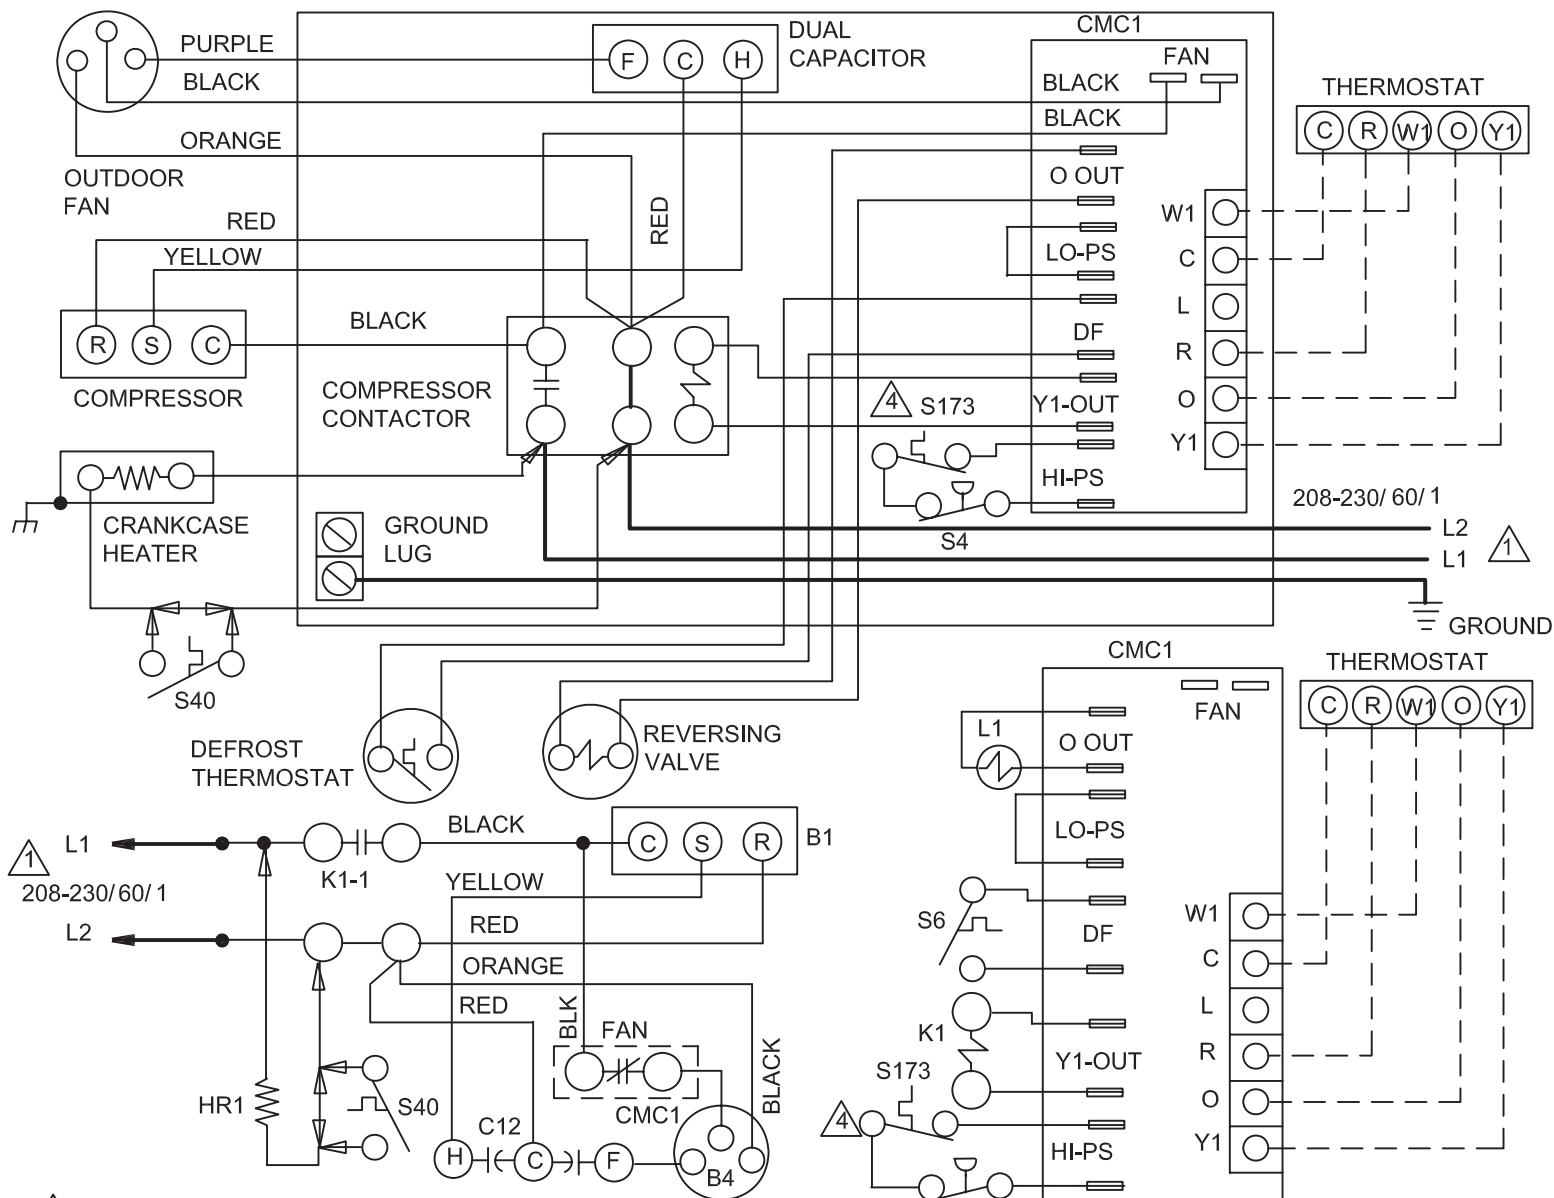 CMC1
DUAL
CAPACITOR
PURPLE
F C H
FAN
BLACK
BLACK
THERMOSTAT
BLACK
C R W1 O Y1
ORANGE
O OUT
OUTDOOR
FAN
RED
RED
W1
YELLOW
LO-PS
C
L
BLACK
DF
R S C
R
COMPRESSOR
COMPRESSOR
CONTACTOR
4 S173
Y1-OUT
O
Y1
HI-PS
208-230/60/1
CRANKCASE
HEATER
GROUND
LUG
S4
L2
L1
1
GROUND
S40
CMC1
THERMOSTAT
C R W1 O Y1
FAN
DEFROST
THERMOSTAT
REVERSING
VALVE
L1
O OUT
1
L1
BLACK
C S R
B1
LO-PS
K1-1
208-230/60/1
YELLOW
L2
RED
S6
DF
W1
C
ORANGE
RED
L
BLK
FAN
K1
R
Y1-OUT
S173
BLACK
HR1
S40
CMC1
O
C12
4
Y1
HI-PS
H C F
B4